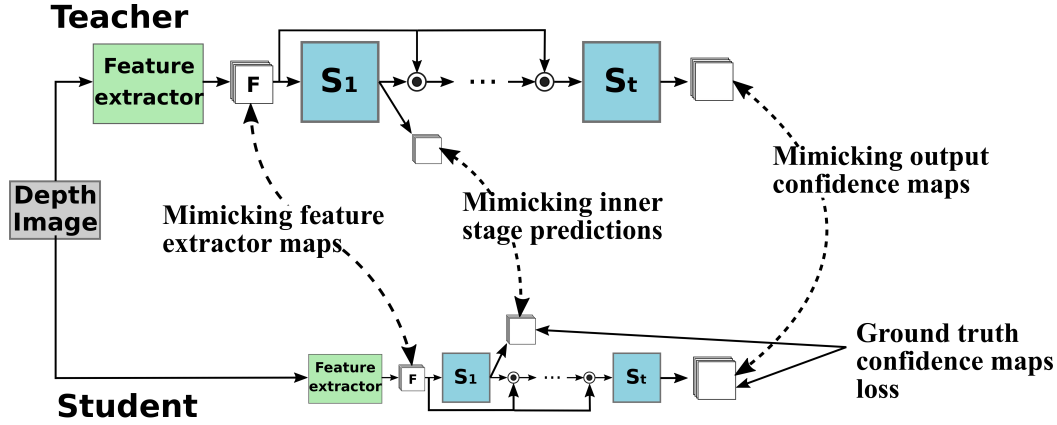 Teacher
Feature
extractor
F
S1
...
St
Mimicking output
confidence maps
Depth
Image
Mimicking feature
extractor maps
Mimicking inner
stage predictions
Ground truth
confidence maps
loss
Feature
extractor
F
S1
...
St
Student